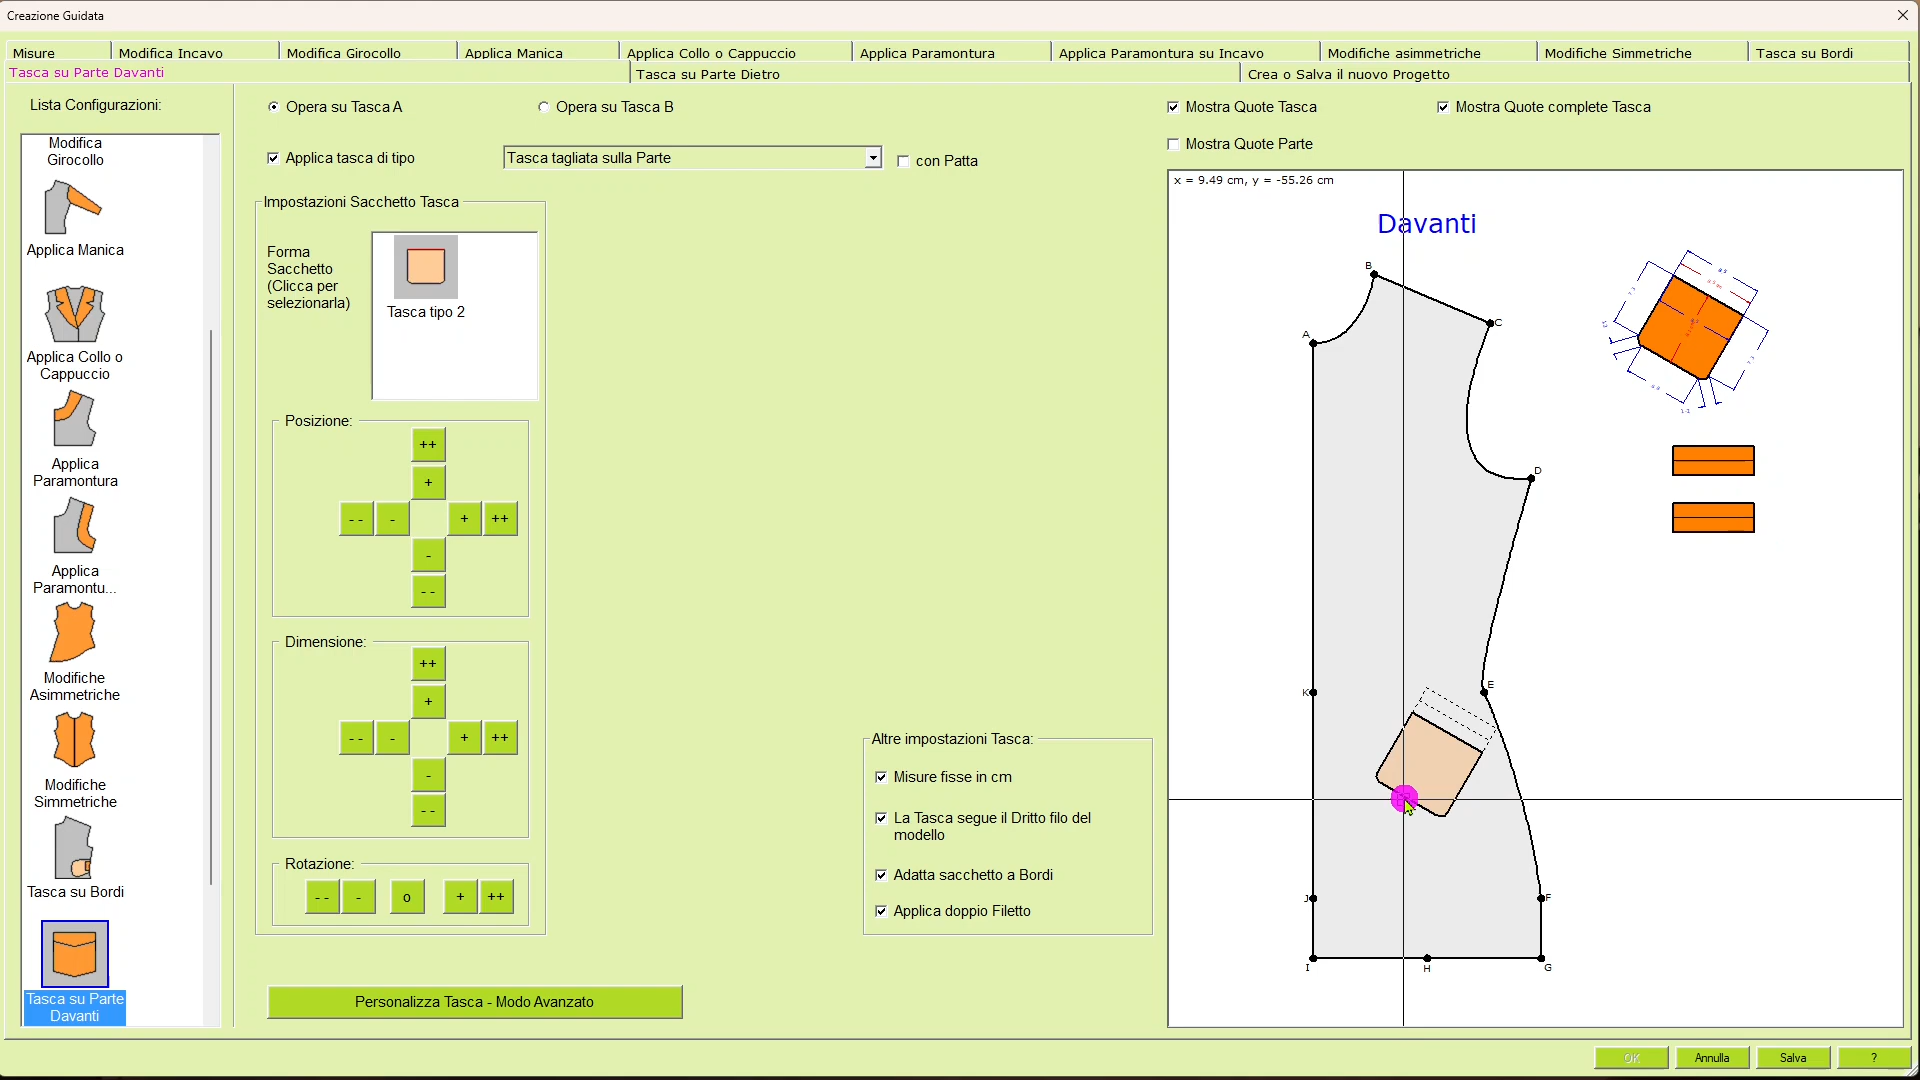 Creazione Guidata
Misure
Modifica Incavo
Modifica Girocollo
Applica Manica
Applica Collo o Cappuccio
Applica Paramontura
Applica Paramontura su Incavo
Modifiche asimmetriche
Modifiche Simmetriche
Tasca su Bordi
Tasca su Parte Davanti
Tasca su Parte Dietro
Crea o Salva il nuovo Progetto
Lista Configurazioni:
Modifica
Girocollo
Applica Manica
Applica Collo o
Cappuccio
Applica
Paramontura
Applica
Paramontu...
Modifiche
Asimmetriche
Modifiche
Simmetriche
Tasca su Bordi
Tasca su Parte
Davanti
Opera su Tasca A
Opera su Tasca B
Applica tasca di tipo
Tasca tagliata sulla Parte
con Patta
Impostazioni Sacchetto Tasca
Forma
Sacchetto
(Clicca per
selezionarla)
Tasca tipo 2
Posizione:
++
+
- -
-
+
++
-
- -
Dimensione:
++
+
- -
-
+
++
-
- -
Rotazione:
- -
-
o
+
++
Personalizza Tasca - Modo Avanzato
Altre impostazioni Tasca:
Misure fisse in cm
La Tasca segue il Dritto filo del
modello
Adatta sacchetto a Bordi
Applica doppio Filetto
Mostra Quote Tasca
Mostra Quote complete Tasca
Mostra Quote Parte
x = 9.49 cm, y = -55.26 cm
Davanti
B
C
A
D
E
K
J
F
I
H
G
OK
Annulla
Salva
?